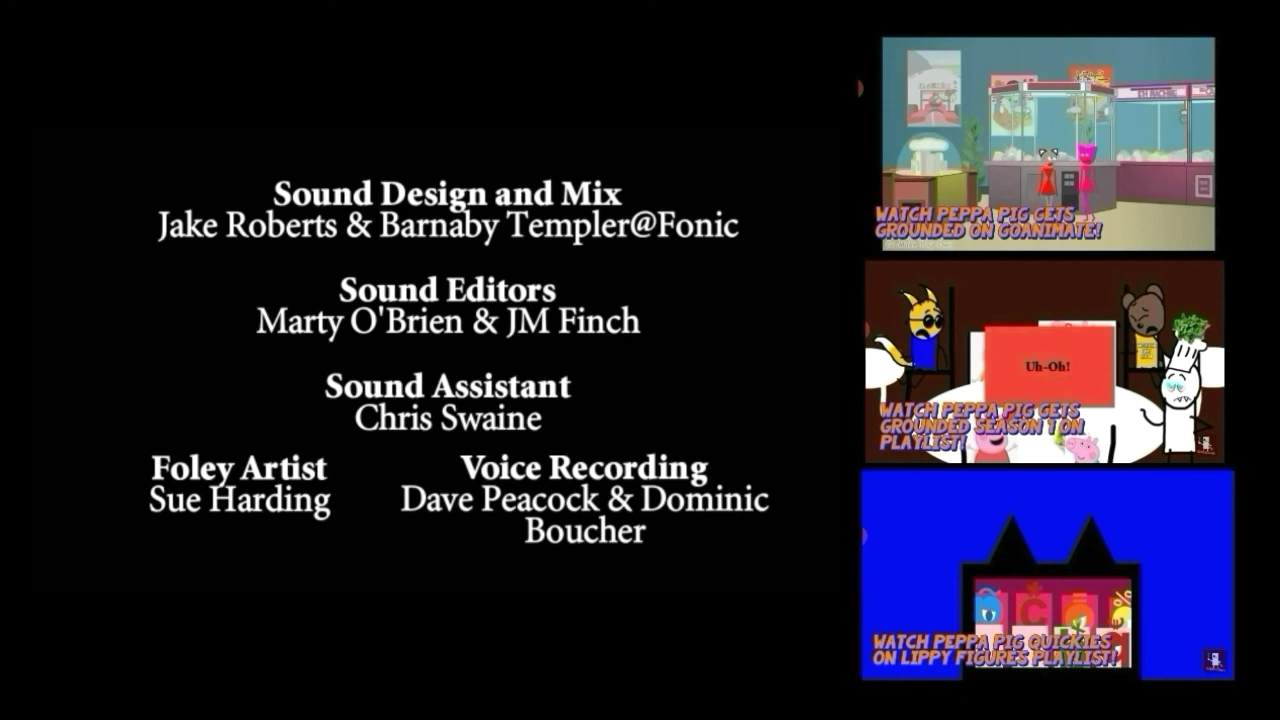 Sound Design and Mix
Jake Roberts & Barnaby Templer@Fonic
Sound Editors
Marty O'Brien & JM Finch
Sound Assistant
Chris Swaine
Foley Artist
Sue Harding
Voice Recording
Dave Peacock & Dominic
Boucher
WATCH PEPPA PIG GETS
GROUNDED ON GOANIMATE!
Uh-Oh!
WATCH PEPPA PIG GETS
GROUNDED SEASON 1 ON
PLAYLIST!
WATCH PEPPA PIG QUICKIES
ON LIPPY FIGURES PLAYLIST!